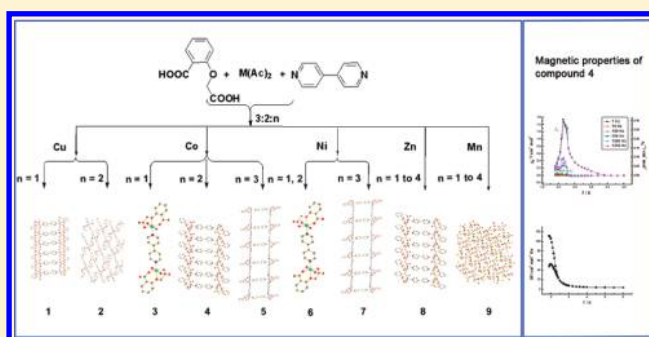 HOOC
O
+ M(Ac)2 +
N
N
COOH
3:2:n
Cu
Co
Ni
Zn
Mn
n = 1
n = 2
n = 1
n = 2
n = 3
n = 1, 2
n = 3
n = 1 to 4
n = 1 to 4
1
2
3
4
5
6
7
8
9
Magnetic properties of
compound 4
T / K
T / K